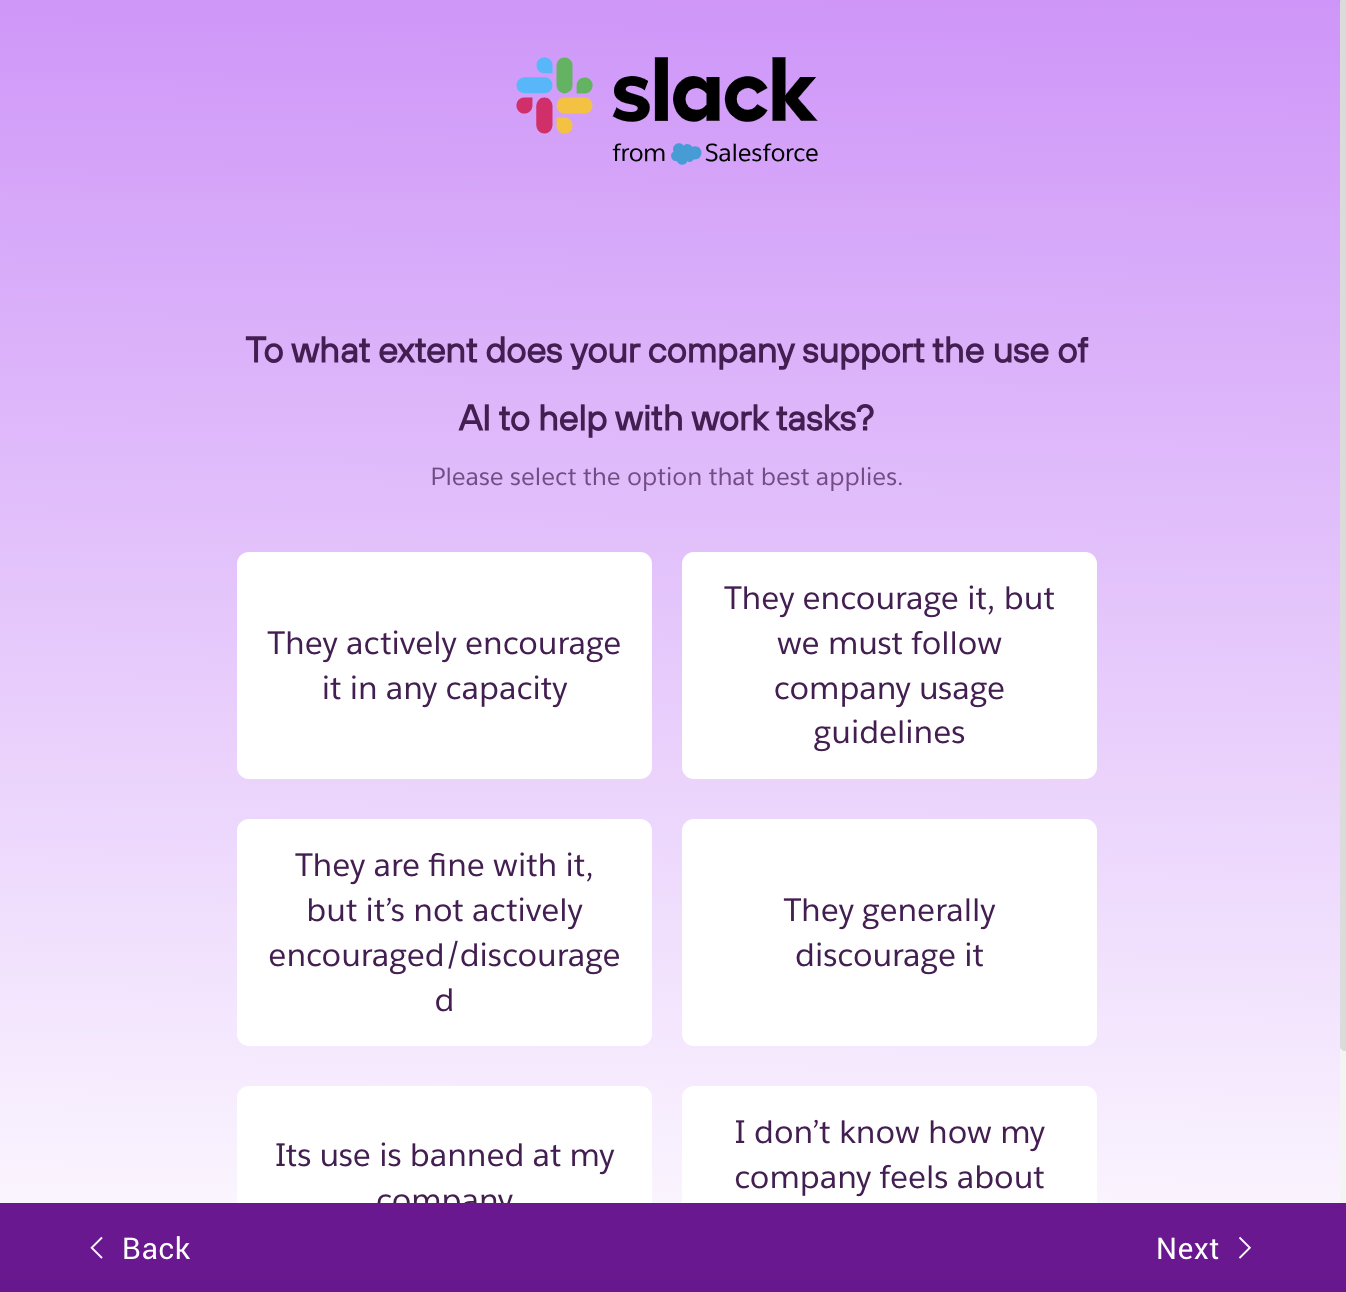 slack
from Salesforce
To what extent does your company support the use of
AI to help with work tasks?
Please select the option that best applies.
They actively encourage
it in any capacity
They encourage it, but
we must follow
company usage
guidelines
They are fine with it,
but it’s not actively
encouraged/discourage
d
They generally
discourage it
Its use is banned at my
company
I don’t know how my
company feels about
Back
Next